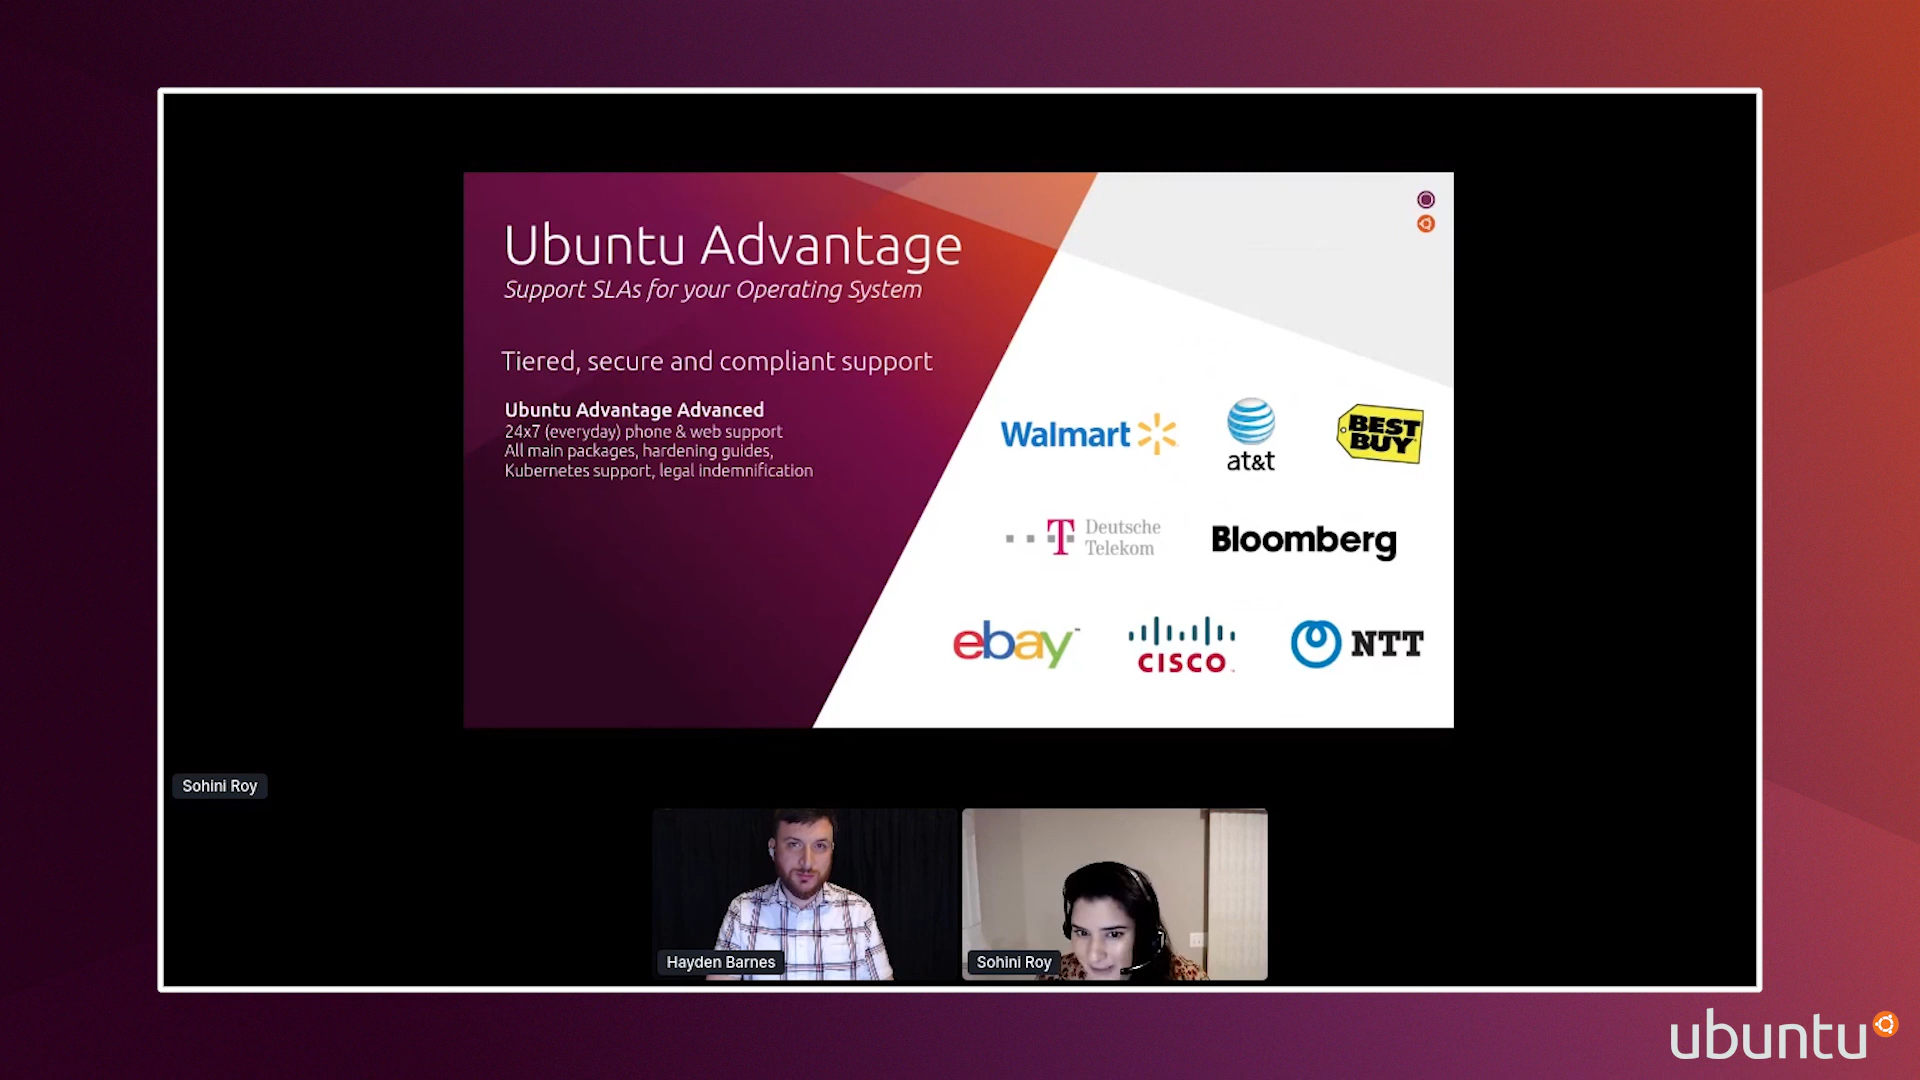 Ubuntu Advantage
Support SLAs for your Operating System
Tiered, secure and compliant support
Ubuntu Advantage Advanced
24x7 (everyday) phone & web support
All main packages, hardening guides,
Kubernetes support, legal indemnification
Walmart
at&t
BEST
BUY
T Deutsche
Telekom
Bloomberg
ebay
CISCO
NTT
Sohini Roy
Hayden Barnes
Sohini Roy
ubuntu